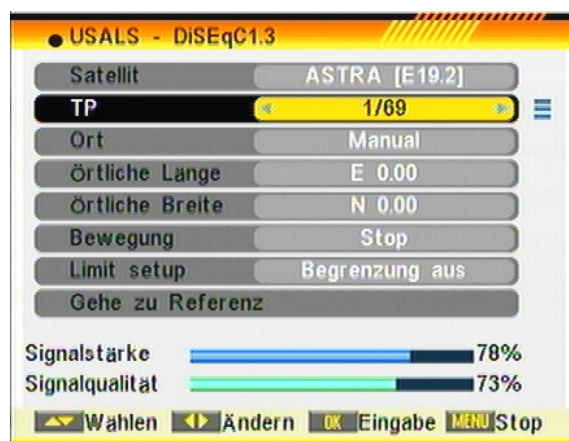 USALS - DiSEqC1.3
Satellit ASTRA [E19.2]
TP 1/69
Ort Manual
örtliche Länge E 0.00
örtliche Breite N 0.00
Bewegung Stop
Limit setup Begrenzung aus
Gehe zu Referenz
Signalstärke 78%
Signalqualität 73%
Wählen Ändern OK Eingabe MENU Stop